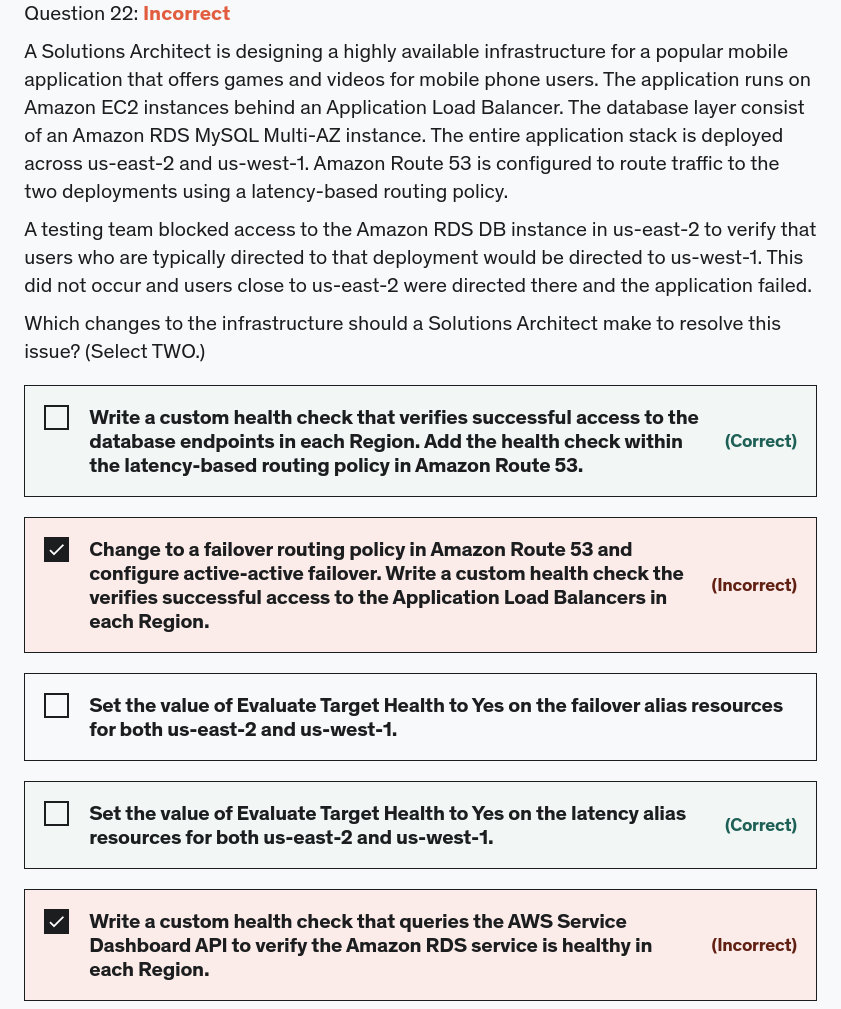 Question 22: Incorrect
A Solutions Architect is designing a highly available infrastructure for a popular mobile
application that offers games and videos for mobile phone users. The application runs on
Amazon EC2 instances behind an Application Load Balancer. The database layer consist
of an Amazon RDS MySQL Multi-AZ instance. The entire application stack is deployed
across us-east-2 and us-west-1. Amazon Route 53 is configured to route traffic to the
two deployments using a latency-based routing policy.
A testing team blocked access to the Amazon RDS DB instance in us-east-2 to verify that
users who are typically directed to that deployment would be directed to us-west-1. This
did not occur and users close to us-east-2 were directed there and the application failed.
Which changes to the infrastructure should a Solutions Architect make to resolve this
issue? (Select TWO.)
Write a custom health check that verifies successful access to the
database endpoints in each Region. Add the health check within
the latency-based routing policy in Amazon Route 53.
(Correct)
Change to a failover routing policy in Amazon Route 53 and
configure active-active failover. Write a custom health check the
verifies successful access to the Application Load Balancers in
each Region.
(Incorrect)
Set the value of Evaluate Target Health to Yes on the failover alias resources
for both us-east-2 and us-west-1.
Set the value of Evaluate Target Health to Yes on the latency alias
resources for both us-east-2 and us-west-1.
(Correct)
Write a custom health check that queries the AWS Service
Dashboard API to verify the Amazon RDS service is healthy in
each Region.
(Incorrect)